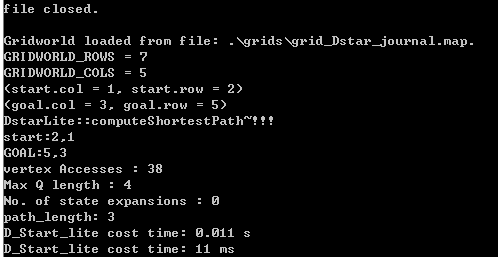 file closed.
Gridworld loaded from file: .\grids\grid_Dstar_journal.map.
GRIDWORLD_ROWS = 7
GRIDWORLD_COLS = 5
(start.col = 1, start.row = 2)
(goal.col = 3, goal.row = 5)
DstarLite::computeShortestPath~!!!
start:2,1
GOAL:5,3
vertex Accesses : 38
Max Q length : 4
No. of state expansions : 0
path_length: 3
D_Start_lite cost time: 0.011 s
D_Start_lite cost time: 11 ms